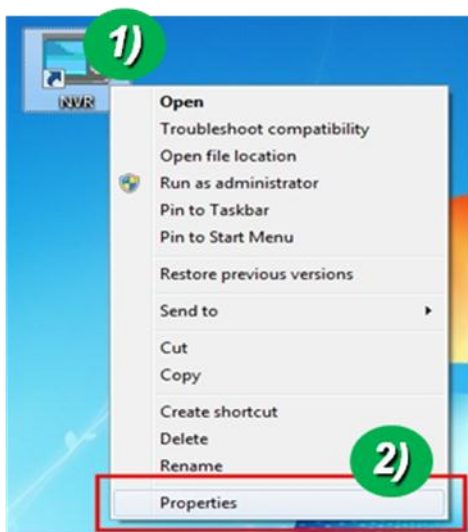 1)
NVR
Open
Troubleshoot compatibility
Open file location
Run as administrator
Pin to Taskbar
Pin to Start Menu
Restore previous versions
Send to
Cut
Copy
Create shortcut
Delete
Rename
2)
Properties